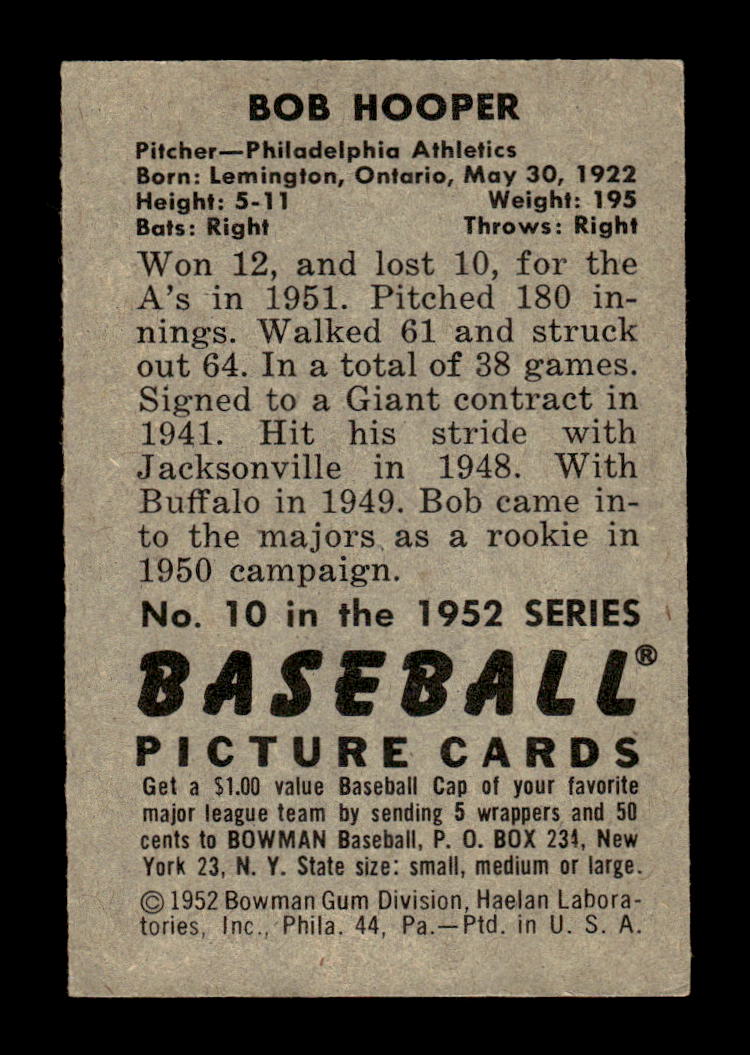 BOB HOOPER
Pitcher—Philadelphia Athletics
Born: Lemington, Ontario, May 30, 1922
Height: 5-11 Weight: 195
Bats: Right Throws: Right
Won 12, and lost 10, for the
A's in 1951. Pitched 180 in-
nings. Walked 61 and struck
out 64. In a total of 38 games.
Signed to a Giant contract in
1941. Hit his stride with
Jacksonville in 1948. With
Buffalo in 1949. Bob came in-
to the majors as a rookie in
1950 campaign.
No. 10 in the 1952 SERIES
BASEBALL®
PICTURE CARDS
Get a $1.00 value Baseball Cap of your favorite
major league team by sending 5 wrappers and 50
cents to BOWMAN Baseball, P. O. BOX 234, New
York 23, N. Y. State size: small, medium or large.
© 1952 Bowman Gum Division, Haelan Labora-
tories, Inc., Phila. 44, Pa.—Ptd. in U. S. A.